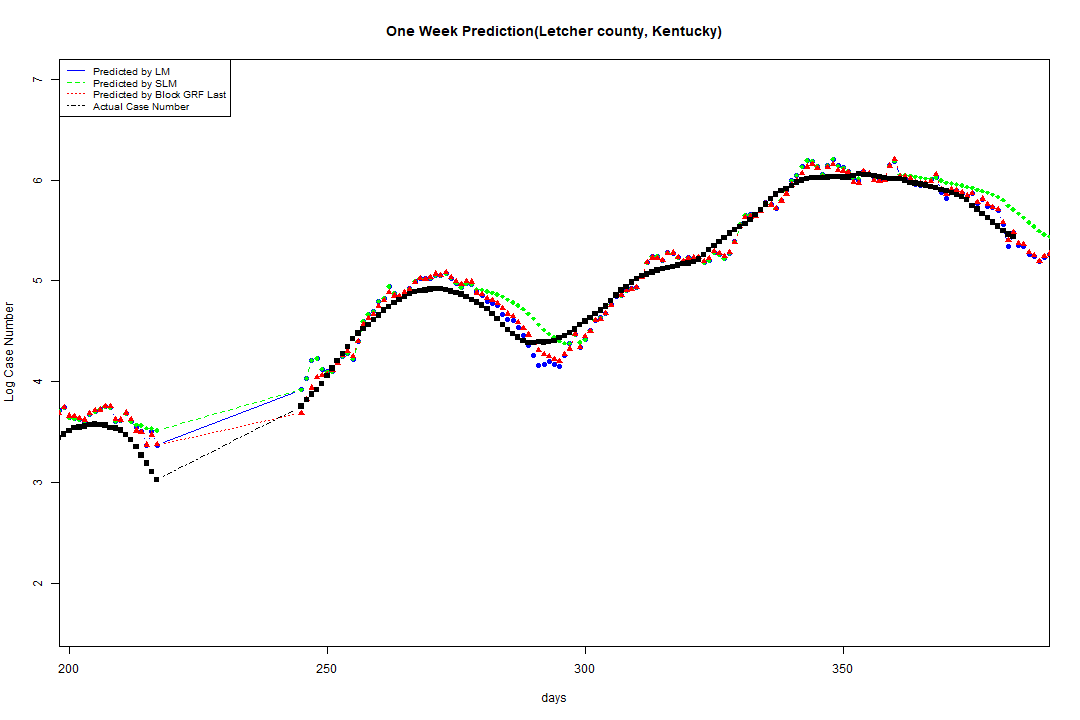 One Week Prediction(Letcher county, Kentucky)
Predicted by LM
Predicted by SLM
Predicted by Block GRF Last
Actual Case Number
7
6
5
4
3
2
Log Case Number
200 250 300 350
days